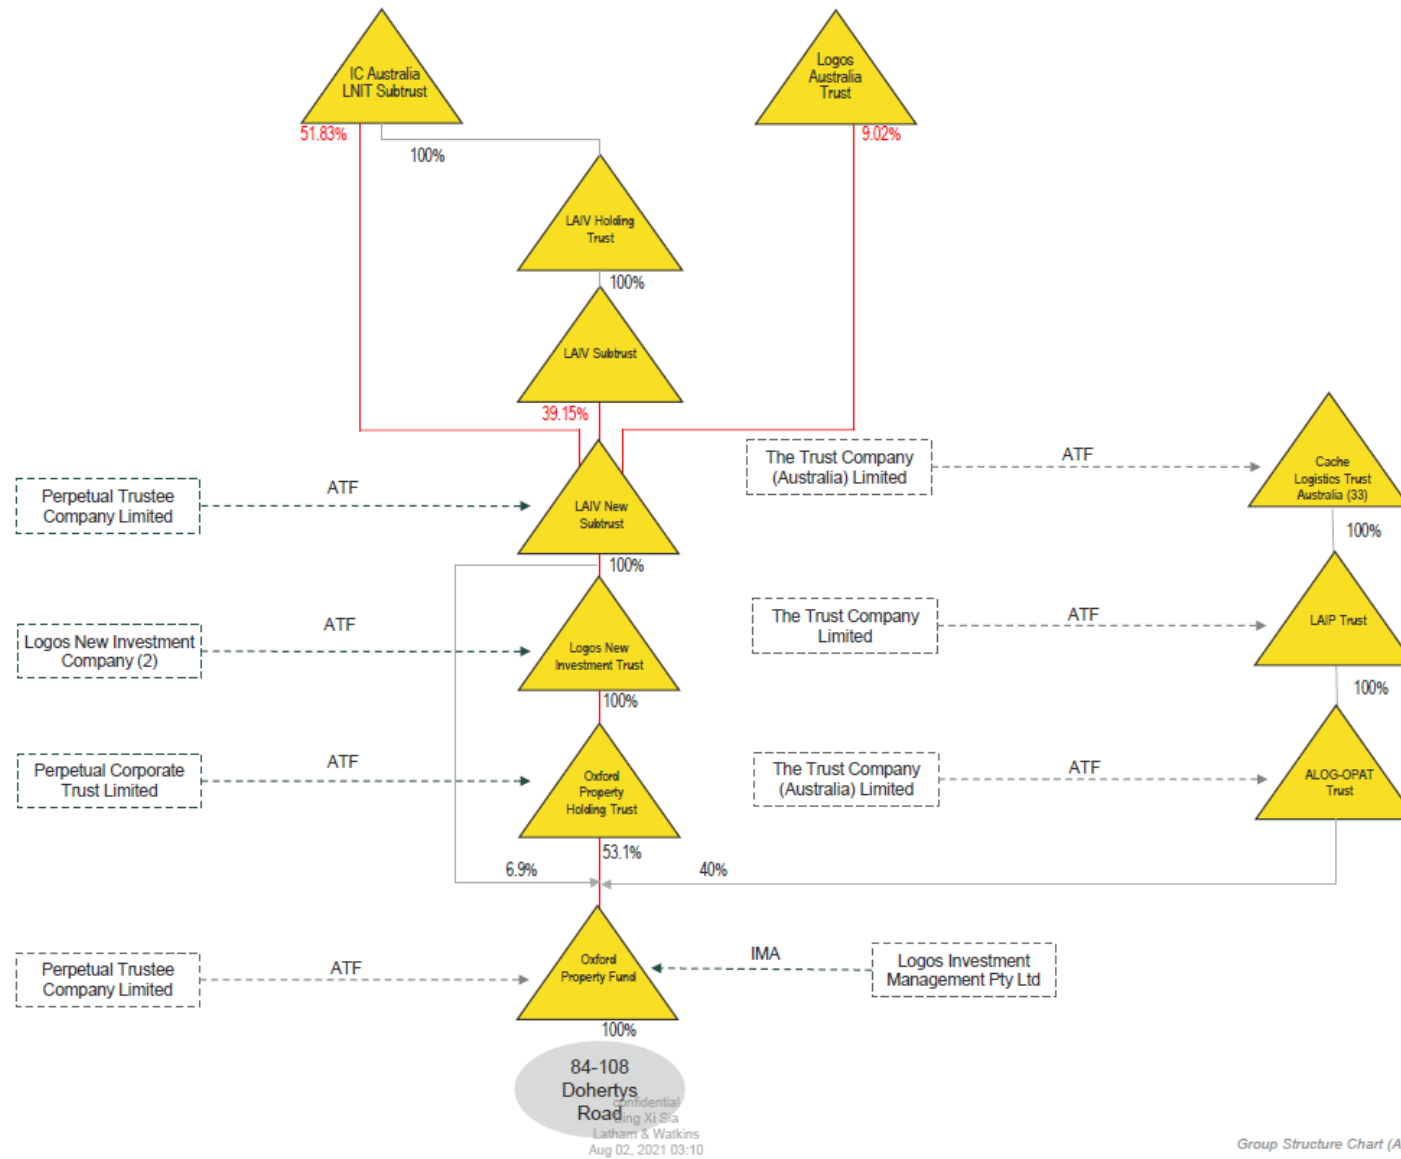 IC Australia
LNIT Subtrust
Logos
Australia
Trust
51.83%
9.02%
100%
LAIV Holding
Trust
100%
LAIV Subtrust
39.15%
The Trust Company
(Australia) Limited
ATF
Cache
Logistics Trust
Australia (33)
Perpetual Trustee
Company Limited
ATF
LAIV New
Subtrust
100%
100%
Logos New Investment
Company (2)
ATF
Logos New
Investment Trust
The Trust Company
Limited
ATF
LAIP Trust
100%
100%
Perpetual Corporate
Trust Limited
ATF
Oxford
Property
Holding Trust
The Trust Company
(Australia) Limited
ATF
ALOG-OPAT
Trust
53.1%
6.9%
40%
Perpetual Trustee
Company Limited
ATF
Oxford
Property Fund
IMA
Logos Investment
Management Pty Ltd
100%
84-108
Dohertys
Road
confidential
Bing Xi Sia
Latham & Watkins
Aug 02, 2021 03:10
Group Structure Chart (A